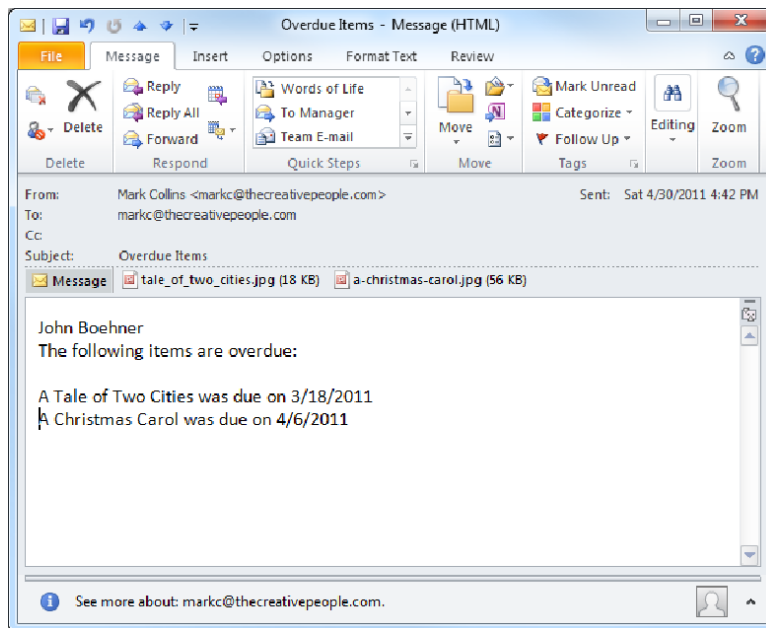 Overdue Items - Message (HTML)
File Message Insert Options Format Text Review
Delete
Reply
Reply All
Forward
Words of Life
To Manager
Team E-mail
Move
Mark Unread
Categorize
Follow Up
Editing
Zoom
Delete Respond Quick Steps Move Tags Zoom
From: Mark Collins <markc@thecreativepeople.com> Sent: Sat 4/30/2011 4:42 PM
To: markc@thecreativepeople.com
Cc:
Subject: Overdue Items
Message tale_of_two_cities.jpg (18 KB) a-christmas-carol.jpg (56 KB)
John Boehner
The following items are overdue:
A Tale of Two Cities was due on 3/18/2011
A Christmas Carol was due on 4/6/2011
See more about: markc@thecreativepeople.com.